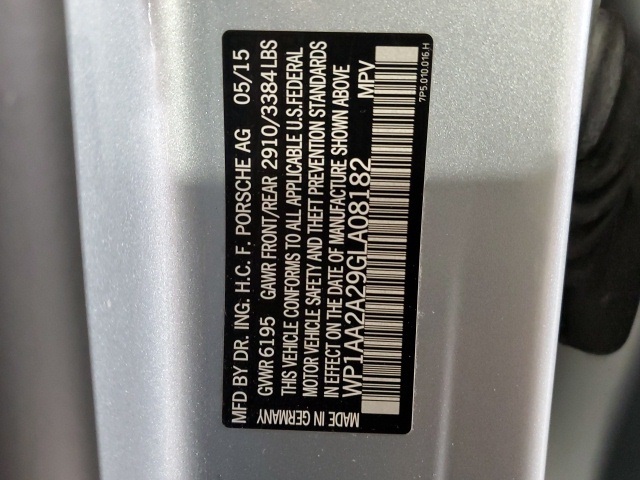 MFD BY DR. ING. H.C. F. PORSCHE AG 05/15
GWR 6195 GAWR FRONT/REAR 2910/3384 LBS
THIS VEHICLE CONFORMS TO ALL APPLICABLE U.S. FEDERAL
MOTOR VEHICLE SAFETY AND THEFT PREVENTION STANDARDS
IN EFFECT ON THE DATE OF MANUFACTURE SHOWN ABOVE
WP1AA2A29GLA08182 MPV
MADE IN GERMANY
7P5.010.016.H